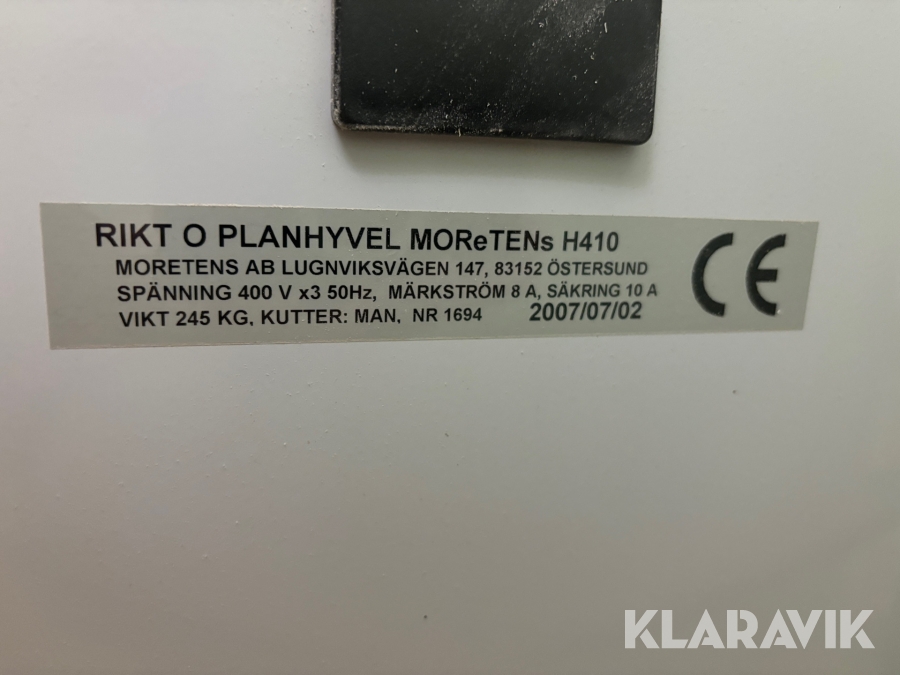 RIKT O PLANHYVEL MOReTENs H410
MORETENS AB LUGNVIKSVÄGEN 147, 83152 ÖSTERSUND
SPÄNNING 400 V x3 50Hz, MÄRKSTRÖM 8 A, SÄKRING 10 A
VIKT 245 KG, KUTTER: MAN, NR 1694 2007/07/02
CE
KLARAVIK